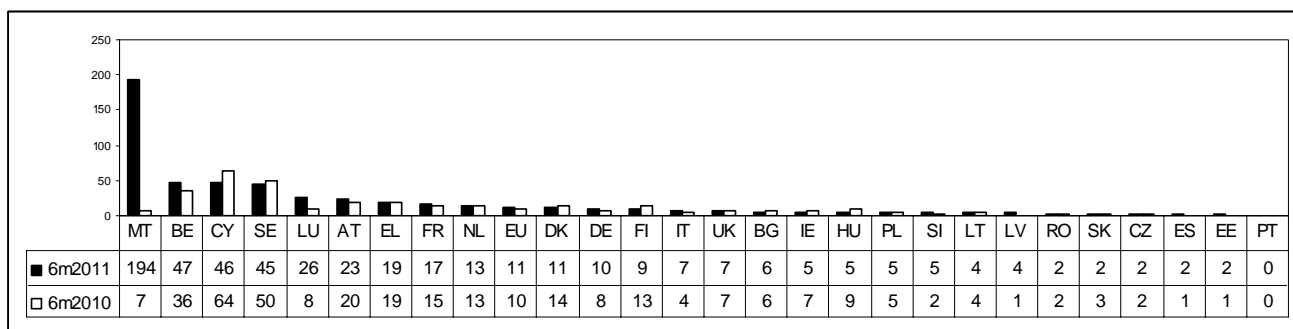 250
200
150
100
50
0
MT BE CY SE LU AT EL FR NL EU DK DE FI IT UK BG IE HU PL SI LT LV RO SK CZ ES EE PT
6m2011 194 47 46 45 26 23 19 17 13 11 11 10 9 7 7 6 5 5 5 5 4 4 2 2 2 2 2 0
6m2010 7 36 64 50 8 20 19 15 13 10 14 8 13 4 7 6 7 9 5 2 4 1 2 3 2 1 1 0